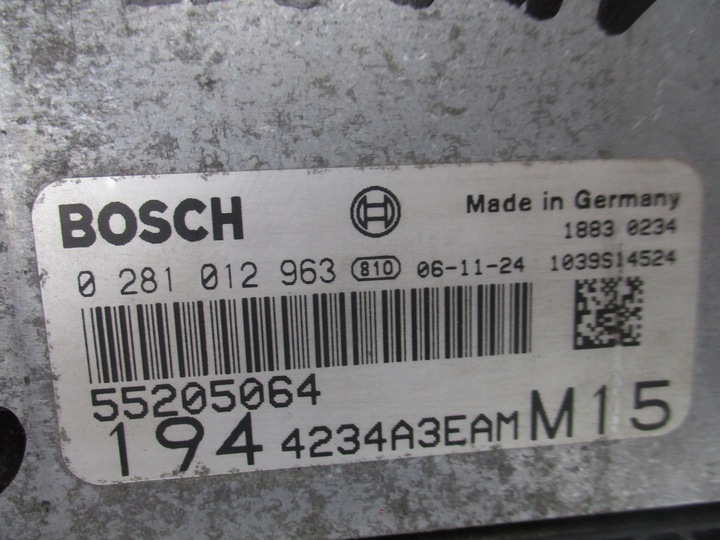 BOSCH
Made in Germany
1883 0234
0 281 012 963 810 06-11-24 1039S14524
55205064
194 4234A3EAM M15